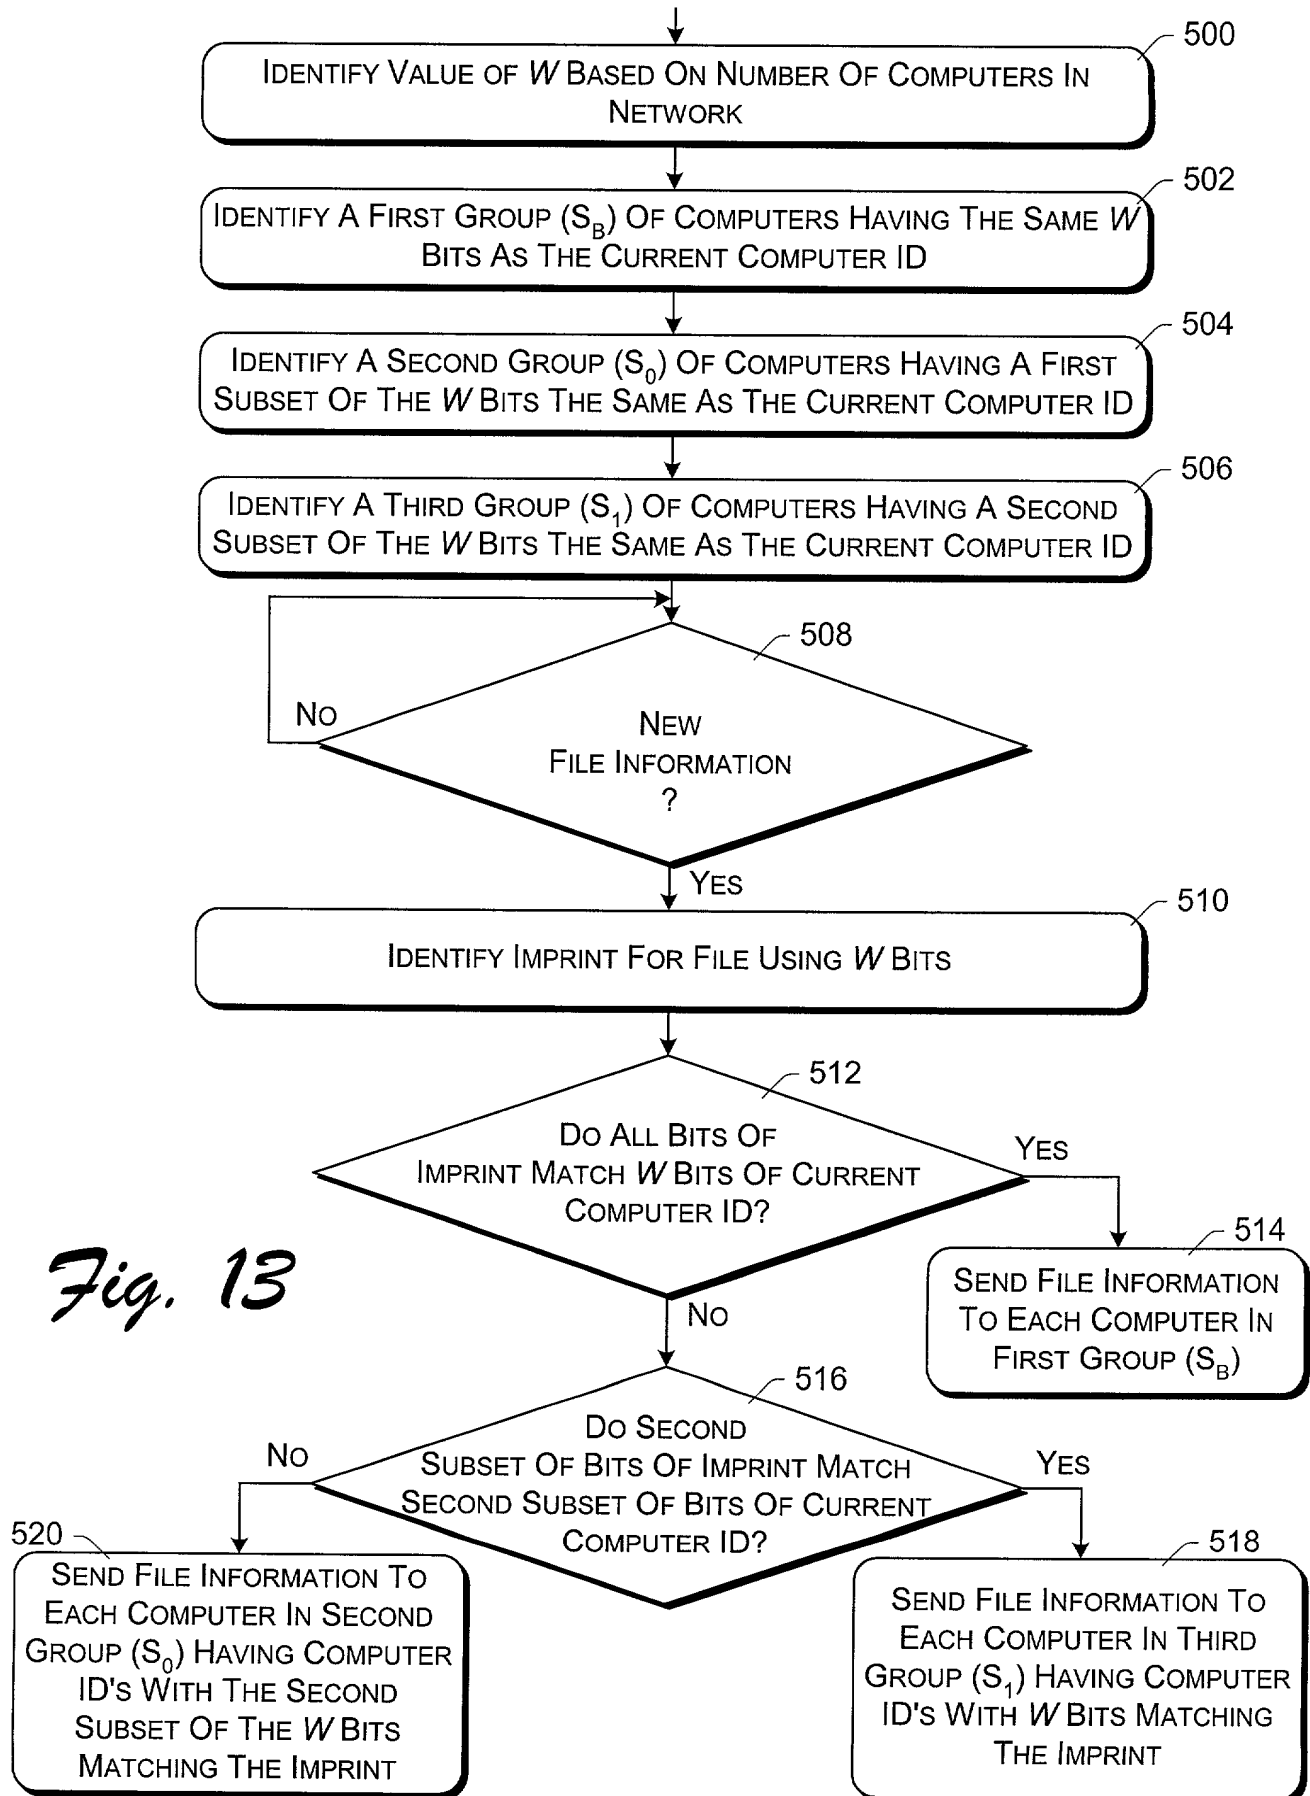 500
IDENTIFY VALUE OF W BASED ON NUMBER OF COMPUTERS IN
NETWORK
502
IDENTIFY A FIRST GROUP (S_B) OF COMPUTERS HAVING THE SAME W
BITS AS THE CURRENT COMPUTER ID
504
IDENTIFY A SECOND GROUP (S_0) OF COMPUTERS HAVING A FIRST
SUBSET OF THE W BITS THE SAME AS THE CURRENT COMPUTER ID
506
IDENTIFY A THIRD GROUP (S_1) OF COMPUTERS HAVING A SECOND
SUBSET OF THE W BITS THE SAME AS THE CURRENT COMPUTER ID
508
NO
NEW
FILE INFORMATION
?
YES
510
IDENTIFY IMPRINT FOR FILE USING W BITS
512
DO ALL BITS OF
IMPRINT MATCH W BITS OF CURRENT
COMPUTER ID?
YES
514
SEND FILE INFORMATION
TO EACH COMPUTER IN
FIRST GROUP (S_B)
Fig. 13
NO
516
DO SECOND
SUBSET OF BITS OF IMPRINT MATCH
SECOND SUBSET OF BITS OF CURRENT
COMPUTER ID?
NO
YES
520
SEND FILE INFORMATION TO
EACH COMPUTER IN SECOND
GROUP (S_0) HAVING COMPUTER
ID'S WITH THE SECOND
SUBSET OF THE W BITS
MATCHING THE IMPRINT
518
SEND FILE INFORMATION TO
EACH COMPUTER IN THIRD
GROUP (S_1) HAVING COMPUTER
ID'S WITH W BITS MATCHING
THE IMPRINT